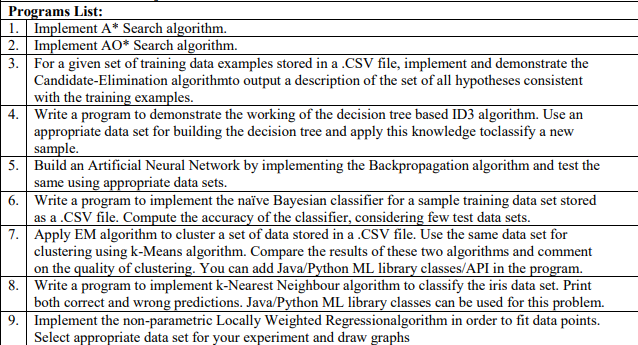 Programs List:
1. Implement A* Search algorithm.
2. Implement AO* Search algorithm.
3. For a given set of training data examples stored in a .CSV file, implement and demonstrate the
Candidate-Elimination algorithmto output a description of the set of all hypotheses consistent
with the training examples.
4. Write a program to demonstrate the working of the decision tree based ID3 algorithm. Use an
appropriate data set for building the decision tree and apply this knowledge toclassify a new
sample.
5. Build an Artificial Neural Network by implementing the Backpropagation algorithm and test the
same using appropriate data sets.
6. Write a program to implement the naïve Bayesian classifier for a sample training data set stored
as a .CSV file. Compute the accuracy of the classifier, considering few test data sets.
7. Apply EM algorithm to cluster a set of data stored in a .CSV file. Use the same data set for
clustering using k-Means algorithm. Compare the results of these two algorithms and comment
on the quality of clustering. You can add Java/Python ML library classes/API in the program.
8. Write a program to implement k-Nearest Neighbour algorithm to classify the iris data set. Print
both correct and wrong predictions. Java/Python ML library classes can be used for this problem.
9. Implement the non-parametric Locally Weighted Regressionalgorithm in order to fit data points.
Select appropriate data set for your experiment and draw graphs